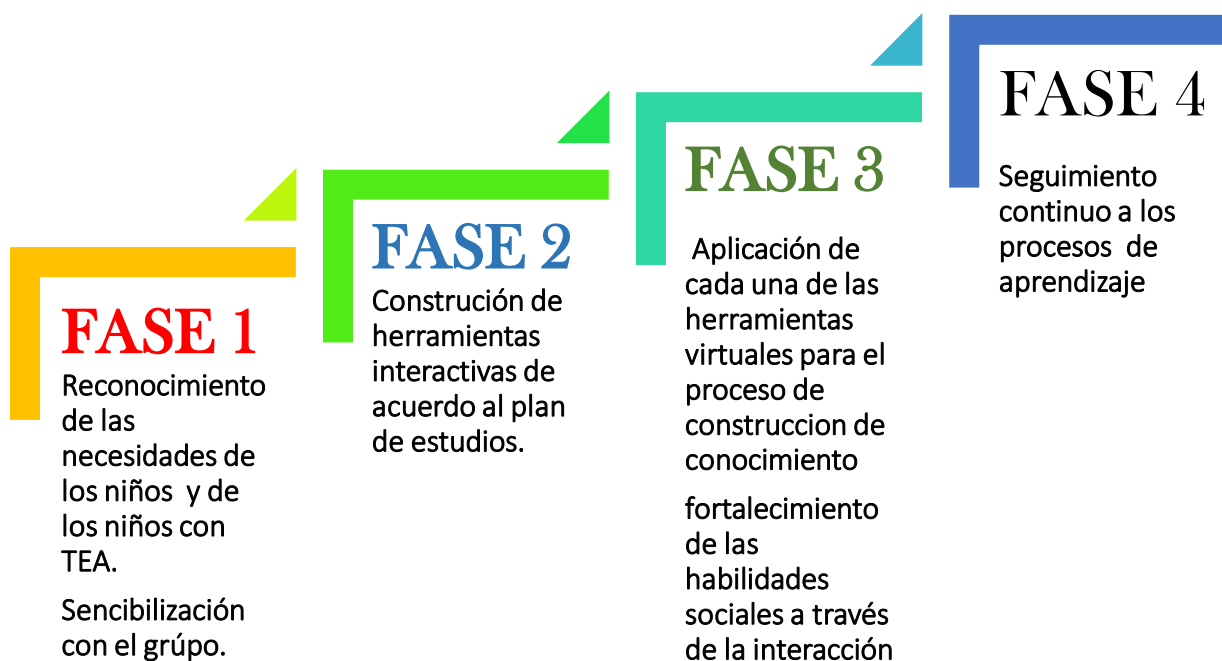 FASE 1
Reconocimiento
de las
necesidades de
los niños y de
los niños con
TEA.
Sencibilización
con el grúpo.
FASE 2
Construción de
herramientas
interactivas de
acuerdo al plan
de estudios.
FASE 3
Aplicación de
cada una de las
herramientas
virtuales para el
proceso de
construccion de
conocimiento
fortalecimiento
de las
habilidades
sociales a través
de la interacción
FASE 4
Seguimiento
continuo a los
procesos de
aprendizaje